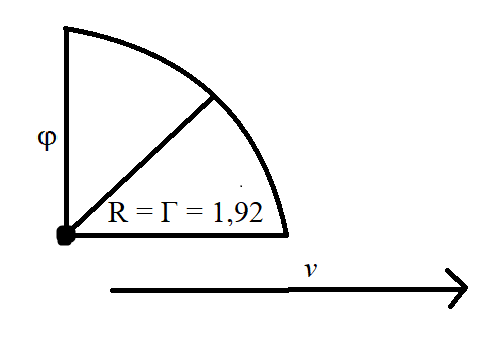 φ
R = Γ = 1,92
v